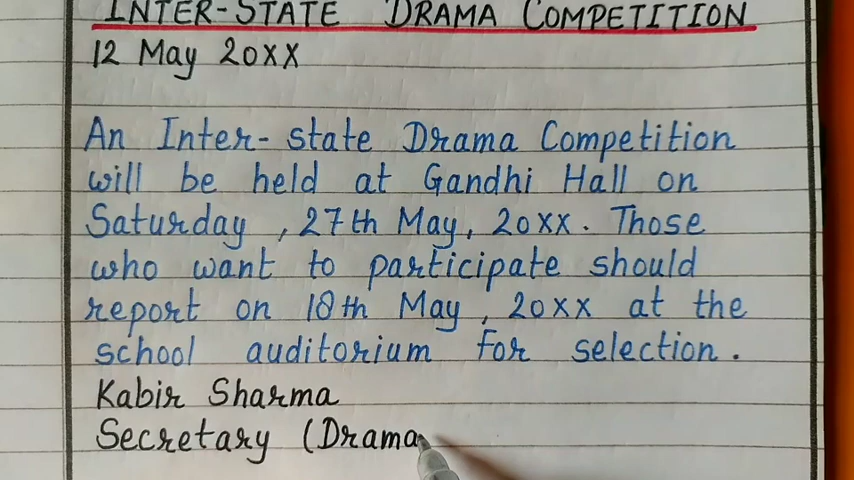 INTER-STATE DRAMA COMPETITION
12 May 20XX
An Inter-state Drama Competition
will be held at Gandhi Hall on
Saturday , 27th May, 20xx. Those
who want to participate should
report on 18th May, 20xx at the
school auditorium for selection.
Kabir Sharma
Secretary (Drama